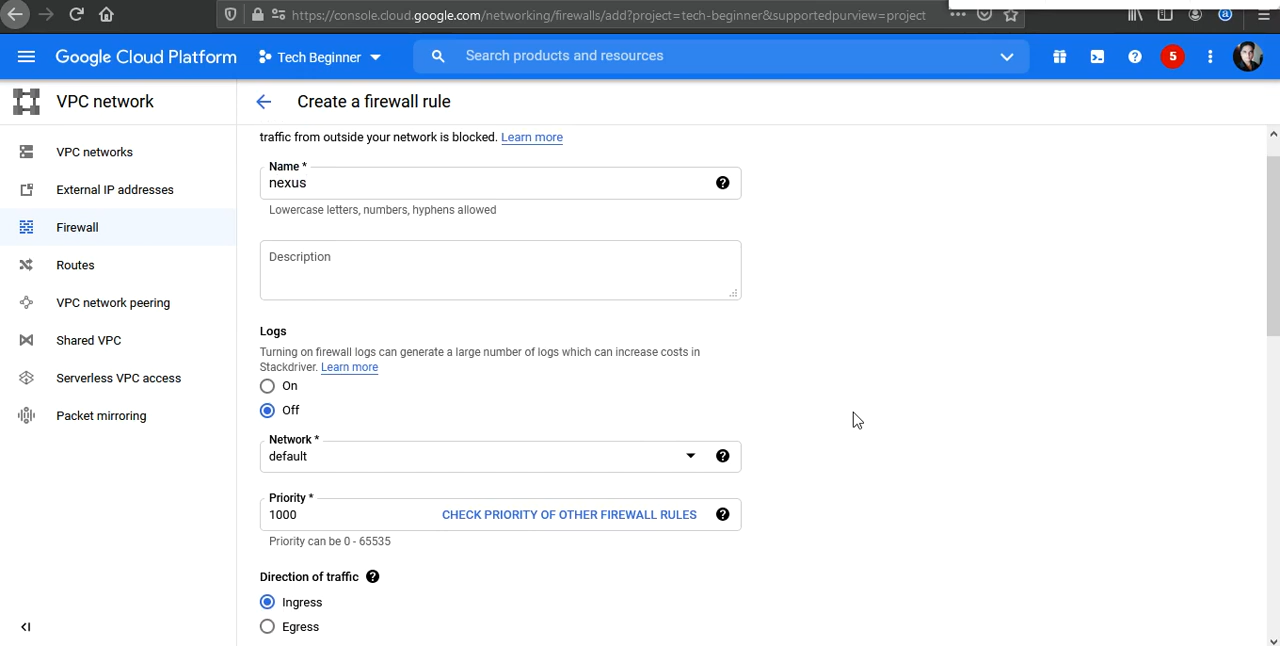 https://console.cloud.google.com/networking/firewalls/add?project=tech-beginner&supportedpurview=project
Google Cloud Platform
Tech Beginner
Search products and resources
5
VPC network
Create a firewall rule
VPC networks
External IP addresses
Firewall
Routes
VPC network peering
Shared VPC
Serverless VPC access
Packet mirroring
traffic from outside your network is blocked. Learn more
Name *
nexus
Lowercase letters, numbers, hyphens allowed
Description
Logs
Turning on firewall logs can generate a large number of logs which can increase costs in
Stackdriver. Learn more
On
Off
Network *
default
Priority *
1000 CHECK PRIORITY OF OTHER FIREWALL RULES
Priority can be 0 - 65535
Direction of traffic
Ingress
Egress